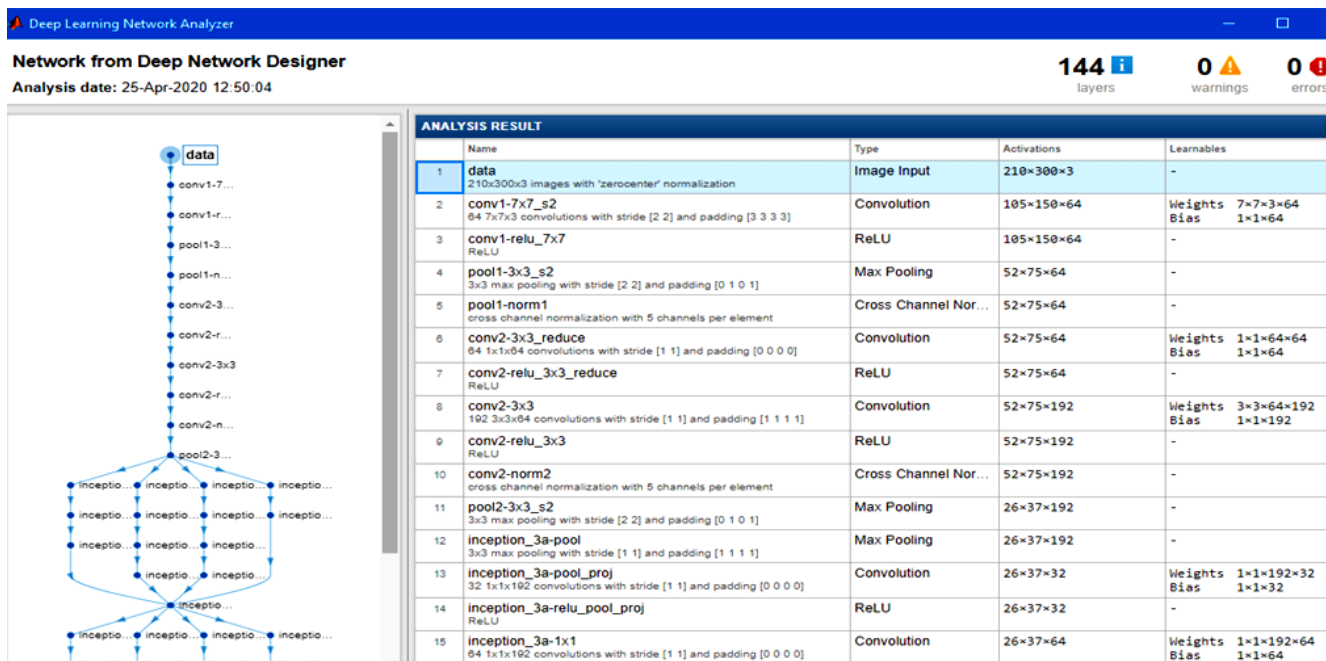 Deep Learning Network Analyzer
Network from Deep Network Designer
Analysis date: 25-Apr-2020 12:50:04
144 i
layers
0
warnings
0
errors
data
conv1-7...
conv1-r...
pool1-3...
pool1-n...
conv2-3...
conv2-r...
conv2-3x3
conv2-r...
conv2-n...
pool2-3...
inceptio... inceptio... inceptio... inceptio...
inceptio... inceptio... inceptio... inceptio...
inceptio... inceptio... inceptio...
inceptio... inceptio...
inceptio...
inceptio... inceptio... inceptio... inceptio...
ANALYSIS RESULT
Name Type Activations Learnables
1 data Image Input 210×300×3 -
210x300x3 images with 'zerocenter' normalization
2 conv1-7x7_s2 Convolution 105×150×64 Weights 7×7×3×64
64 7x7x3 convolutions with stride [2 2] and padding [3 3 3 3] Bias 1×1×64
3 conv1-relu_7x7 ReLU 105×150×64 -
ReLU
4 pool1-3x3_s2 Max Pooling 52×75×64 -
3x3 max pooling with stride [2 2] and padding [0 1 0 1]
5 pool1-norm1 Cross Channel Nor... 52×75×64 -
cross channel normalization with 5 channels per element
6 conv2-3x3_reduce Convolution 52×75×64 Weights 1×1×64×64
64 1x1x64 convolutions with stride [1 1] and padding [0 0 0 0] Bias 1×1×64
7 conv2-relu_3x3_reduce ReLU 52×75×64 -
ReLU
8 conv2-3x3 Convolution 52×75×192 Weights 3×3×64×192
192 3x3x64 convolutions with stride [1 1] and padding [1 1 1 1] Bias 1×1×192
9 conv2-relu_3x3 ReLU 52×75×192 -
ReLU
10 conv2-norm2 Cross Channel Nor... 52×75×192 -
cross channel normalization with 5 channels per element
11 pool2-3x3_s2 Max Pooling 26×37×192 -
3x3 max pooling with stride [2 2] and padding [0 1 0 1]
12 inception_3a-pool Max Pooling 26×37×192 -
3x3 max pooling with stride [1 1] and padding [1 1 1 1]
13 inception_3a-pool_proj Convolution 26×37×32 Weights 1×1×192×32
32 1x1x192 convolutions with stride [1 1] and padding [0 0 0 0] Bias 1×1×32
14 inception_3a-relu_pool_proj ReLU 26×37×32 -
ReLU
15 inception_3a-1x1 Convolution 26×37×64 Weights 1×1×192×64
64 1x1x192 convolutions with stride [1 1] and padding [0 0 0 0] Bias 1×1×64